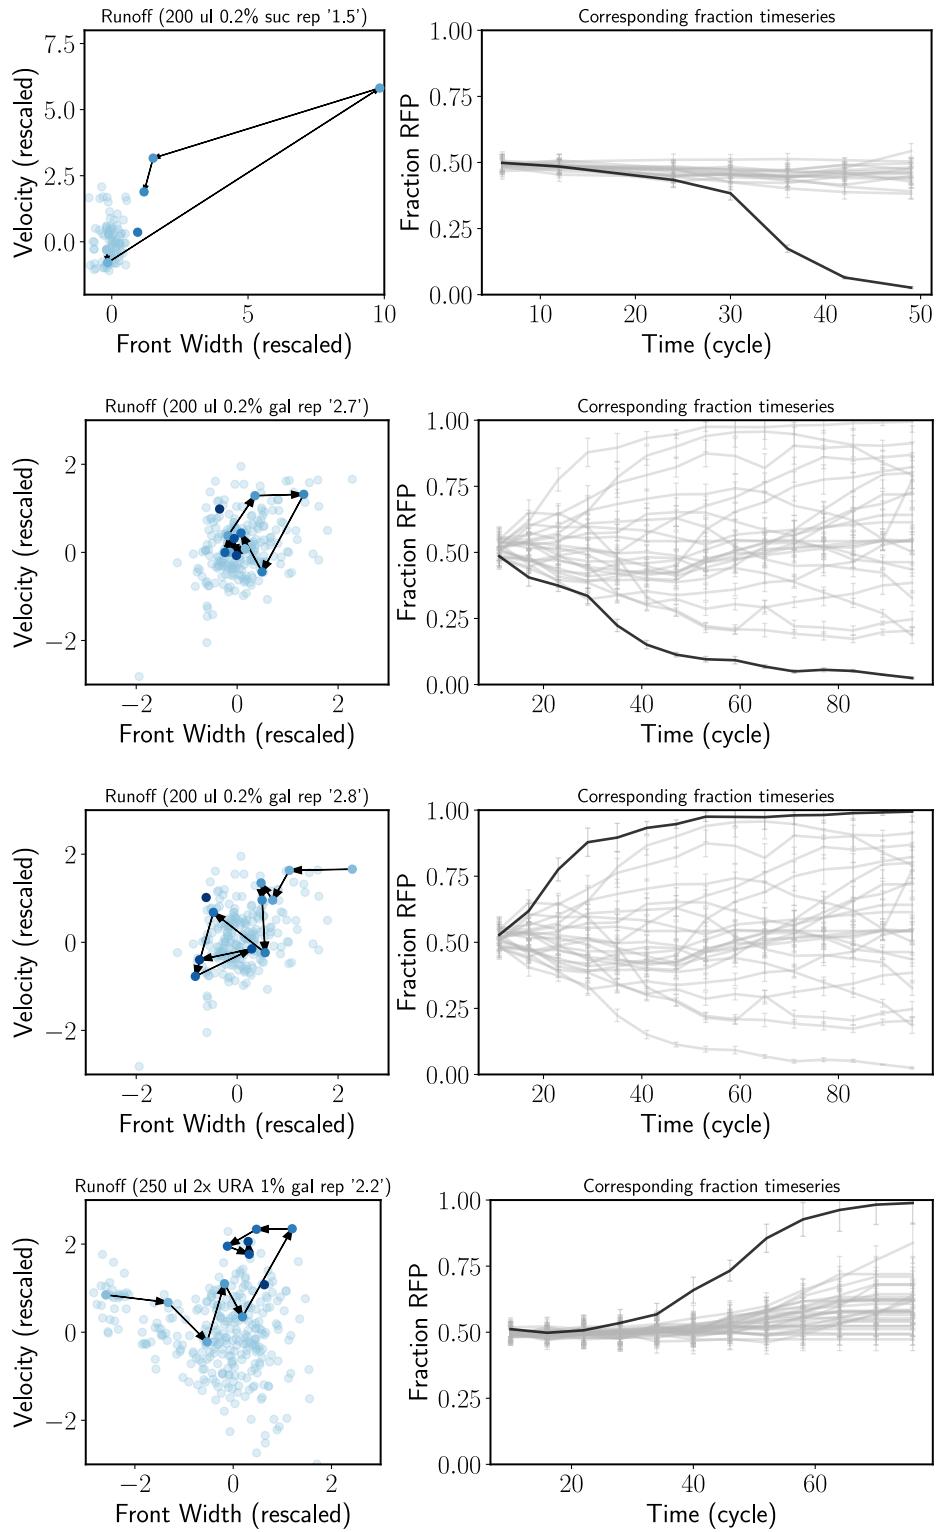 Runoff (200 ul 0.2% suc rep '1.5')
Corresponding fraction timeseries
7.5
5.0
2.5
0.0
Velocity (rescaled)
0
5
10
Front Width (rescaled)
1.00
0.75
0.50
0.25
0.00
Fraction RFP
10
20
30
40
50
Time (cycle)
Runoff (200 ul 0.2% gal rep '2.7')
Corresponding fraction timeseries
2
0
−2
Velocity (rescaled)
−2
0
2
Front Width (rescaled)
1.00
0.75
0.50
0.25
0.00
Fraction RFP
20
40
60
80
Time (cycle)
Runoff (200 ul 0.2% gal rep '2.8')
Corresponding fraction timeseries
2
0
−2
Velocity (rescaled)
−2
0
2
Front Width (rescaled)
1.00
0.75
0.50
0.25
0.00
Fraction RFP
20
40
60
80
Time (cycle)
Runoff (250 ul 2x URA 1% gal rep '2.2')
Corresponding fraction timeseries
2
0
−2
Velocity (rescaled)
−2
0
2
Front Width (rescaled)
1.00
0.75
0.50
0.25
0.00
Fraction RFP
20
40
60
Time (cycle)